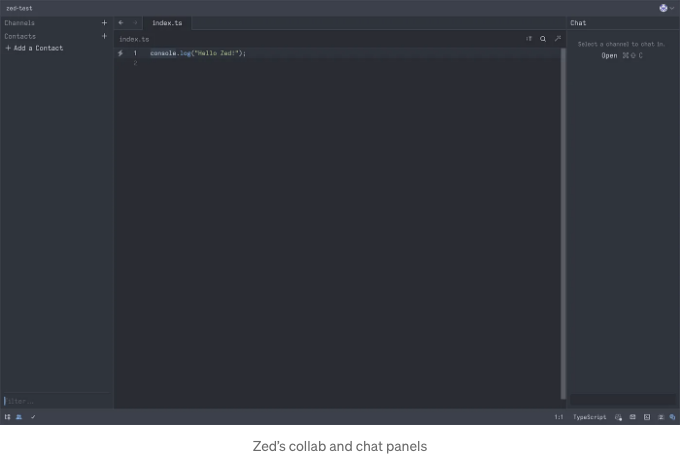 zed-test
Channels +
Contacts +
+ Add a Contact
Filter...
index.ts
index.ts
1 console.log("Hello Zed!");
2
Chat
Select a channel to chat in.
Open ⌘⇧ C
1:1 TypeScript
Zed's collab and chat panels